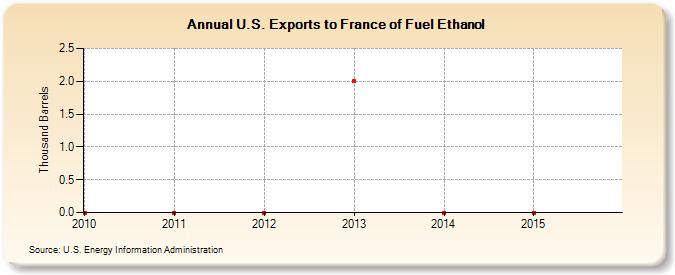 Annual U.S. Exports to France of Fuel Ethanol
Thousand Barrels
2.5
2.0
1.5
1.0
0.5
0.0
2010 2011 2012 2013 2014 2015
Source: U.S. Energy Information Administration